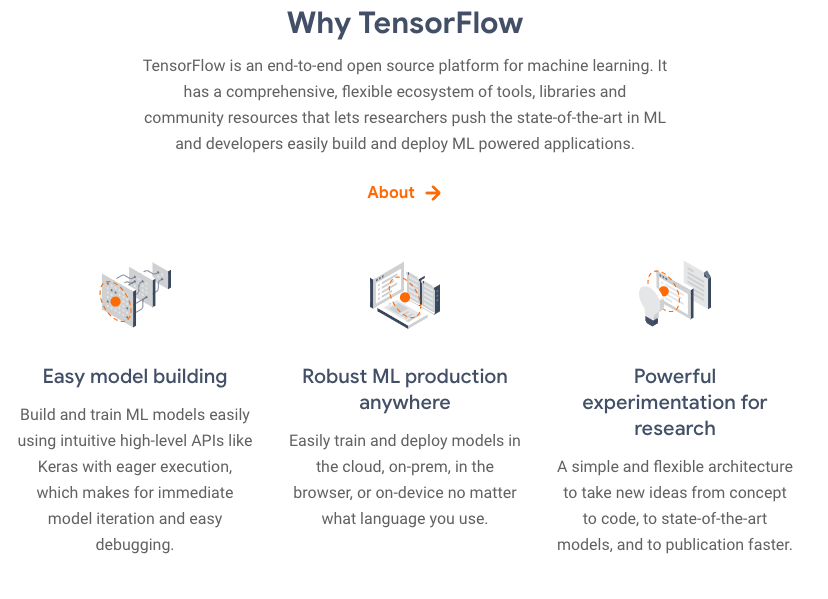 Why TensorFlow
TensorFlow is an end-to-end open source platform for machine learning. It
has a comprehensive, flexible ecosystem of tools, libraries and
community resources that lets researchers push the state-of-the-art in ML
and developers easily build and deploy ML powered applications.
About
Easy model building
Build and train ML models easily
using intuitive high-level APIs like
Keras with eager execution,
which makes for immediate
model iteration and easy
debugging.
Robust ML production
anywhere
Easily train and deploy models in
the cloud, on-prem, in the
browser, or on-device no matter
what language you use.
Powerful
experimentation for
research
A simple and flexible architecture
to take new ideas from concept
to code, to state-of-the-art
models, and to publication faster.